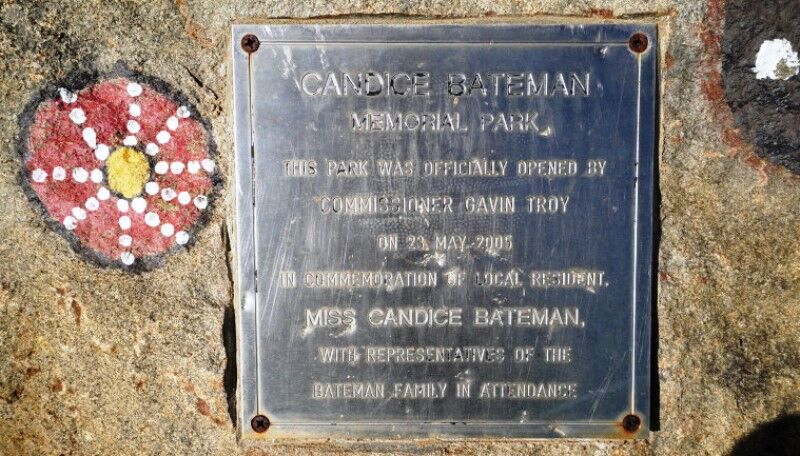 CANDICE BATEMAN
MEMORIAL PARK
THIS PARK WAS OFFICIALLY OPENED BY
COMMISSIONER GAVIN TROY
ON 23 MAY 2005
IN COMMEMORATION OF LOCAL RESIDENT,
MISS CANDICE BATEMAN,
WITH REPRESENTATIVES OF THE
BATEMAN FAMILY IN ATTENDANCE